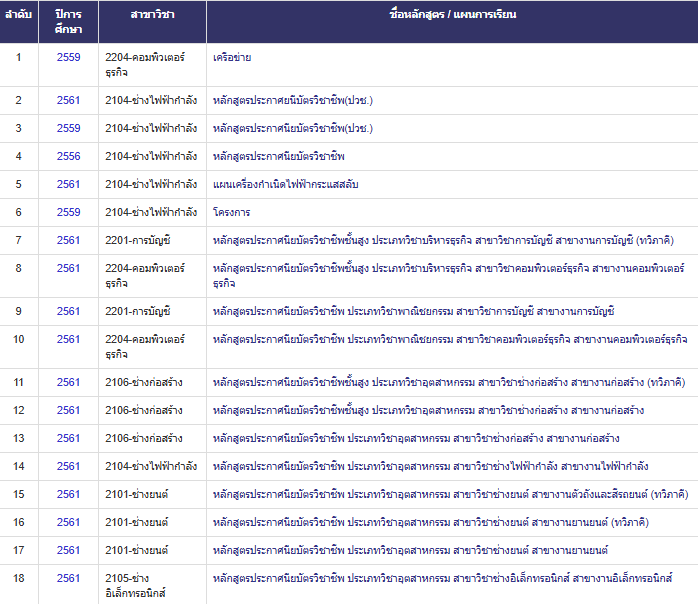 ลำดับ ปีการ สาขาวิชา ชื่อหลักสูตร / แผนการเรียน
ศึกษา
1 2559 2204-คอมพิวเตอร์ เครือข่าย
ธุรกิจ
2 2561 2104-ช่างไฟฟ้ากำลัง หลักสูตรประกาศยนิบัตรวิชาชีพ(ปวช.)
3 2559 2104-ช่างไฟฟ้ากำลัง หลักสูตรประกาศนียบัตรวิชาชีพ(ปวช.)
4 2556 2104-ช่างไฟฟ้ากำลัง หลักสูตรประกาศนียบัตรวิชาชีพ
5 2561 2104-ช่างไฟฟ้ากำลัง แผนเครื่องกำเนิดไฟฟ้ากระแสสลับ
6 2559 2104-ช่างไฟฟ้ากำลัง โครงการ
7 2561 2201-การบัญชี หลักสูตรประกาศนียบัตรวิชาชีพชั้นสูง ประเภทวิชาบริหารธุรกิจ สาขาวิชาการบัญชี สาขางานการบัญชี (ทวิภาคี)
8 2561 2204-คอมพิวเตอร์ หลักสูตรประกาศนียบัตรวิชาชีพชั้นสูง ประเภทวิชาบริหารธุรกิจ สาขาวิชาคอมพิวเตอร์ธุรกิจ สาขางานคอมพิวเตอร์
ธุรกิจ ธุรกิจ
9 2561 2201-การบัญชี หลักสูตรประกาศนียบัตรวิชาชีพ ประเภทวิชาพาณิชยกรรม สาขาวิชาการบัญชี สาขางานการบัญชี
10 2561 2204-คอมพิวเตอร์ หลักสูตรประกาศนียบัตรวิชาชีพ ประเภทวิชาพาณิชยกรรม สาขาวิชาคอมพิวเตอร์ธุรกิจ สาขางานคอมพิวเตอร์ธุรกิจ
ธุรกิจ
11 2561 2106-ช่างก่อสร้าง หลักสูตรประกาศนียบัตรวิชาชีพชั้นสูง ประเภทวิชาอุตสาหกรรม สาขาวิชาช่างก่อสร้าง สาขางานก่อสร้าง (ทวิภาคี)
12 2561 2106-ช่างก่อสร้าง หลักสูตรประกาศนียบัตรวิชาชีพชั้นสูง ประเภทวิชาอุตสาหกรรม สาขาวิชาช่างก่อสร้าง สาขางานก่อสร้าง
13 2561 2106-ช่างก่อสร้าง หลักสูตรประกาศนียบัตรวิชาชีพ ประเภทวิชาอุตสาหกรรม สาขาวิชาช่างก่อสร้าง สาขางานก่อสร้าง
14 2561 2104-ช่างไฟฟ้ากำลัง หลักสูตรประกาศนียบัตรวิชาชีพ ประเภทวิชาอุตสาหกรรม สาขาวิชาช่างไฟฟ้ากำลัง สาขางานไฟฟ้ากำลัง
15 2561 2101-ช่างยนต์ หลักสูตรประกาศนียบัตรวิชาชีพ ประเภทวิชาอุตสาหกรรม สาขาวิชาช่างยนต์ สาขางานตัวถังและสีรถยนต์ (ทวิภาคี)
16 2561 2101-ช่างยนต์ หลักสูตรประกาศนียบัตรวิชาชีพ ประเภทวิชาอุตสาหกรรม สาขาวิชาช่างยนต์ สาขางานยานยนต์ (ทวิภาคี)
17 2561 2101-ช่างยนต์ หลักสูตรประกาศนียบัตรวิชาชีพ ประเภทวิชาอุตสาหกรรม สาขาวิชาช่างยนต์ สาขางานยานยนต์
18 2561 2105-ช่าง หลักสูตรประกาศนียบัตรวิชาชีพ ประเภทวิชาอุตสาหกรรม สาขาวิชาช่างอิเล็กทรอนิกส์ สาขางานอิเล็กทรอนิกส์
อิเล็กทรอนิกส์